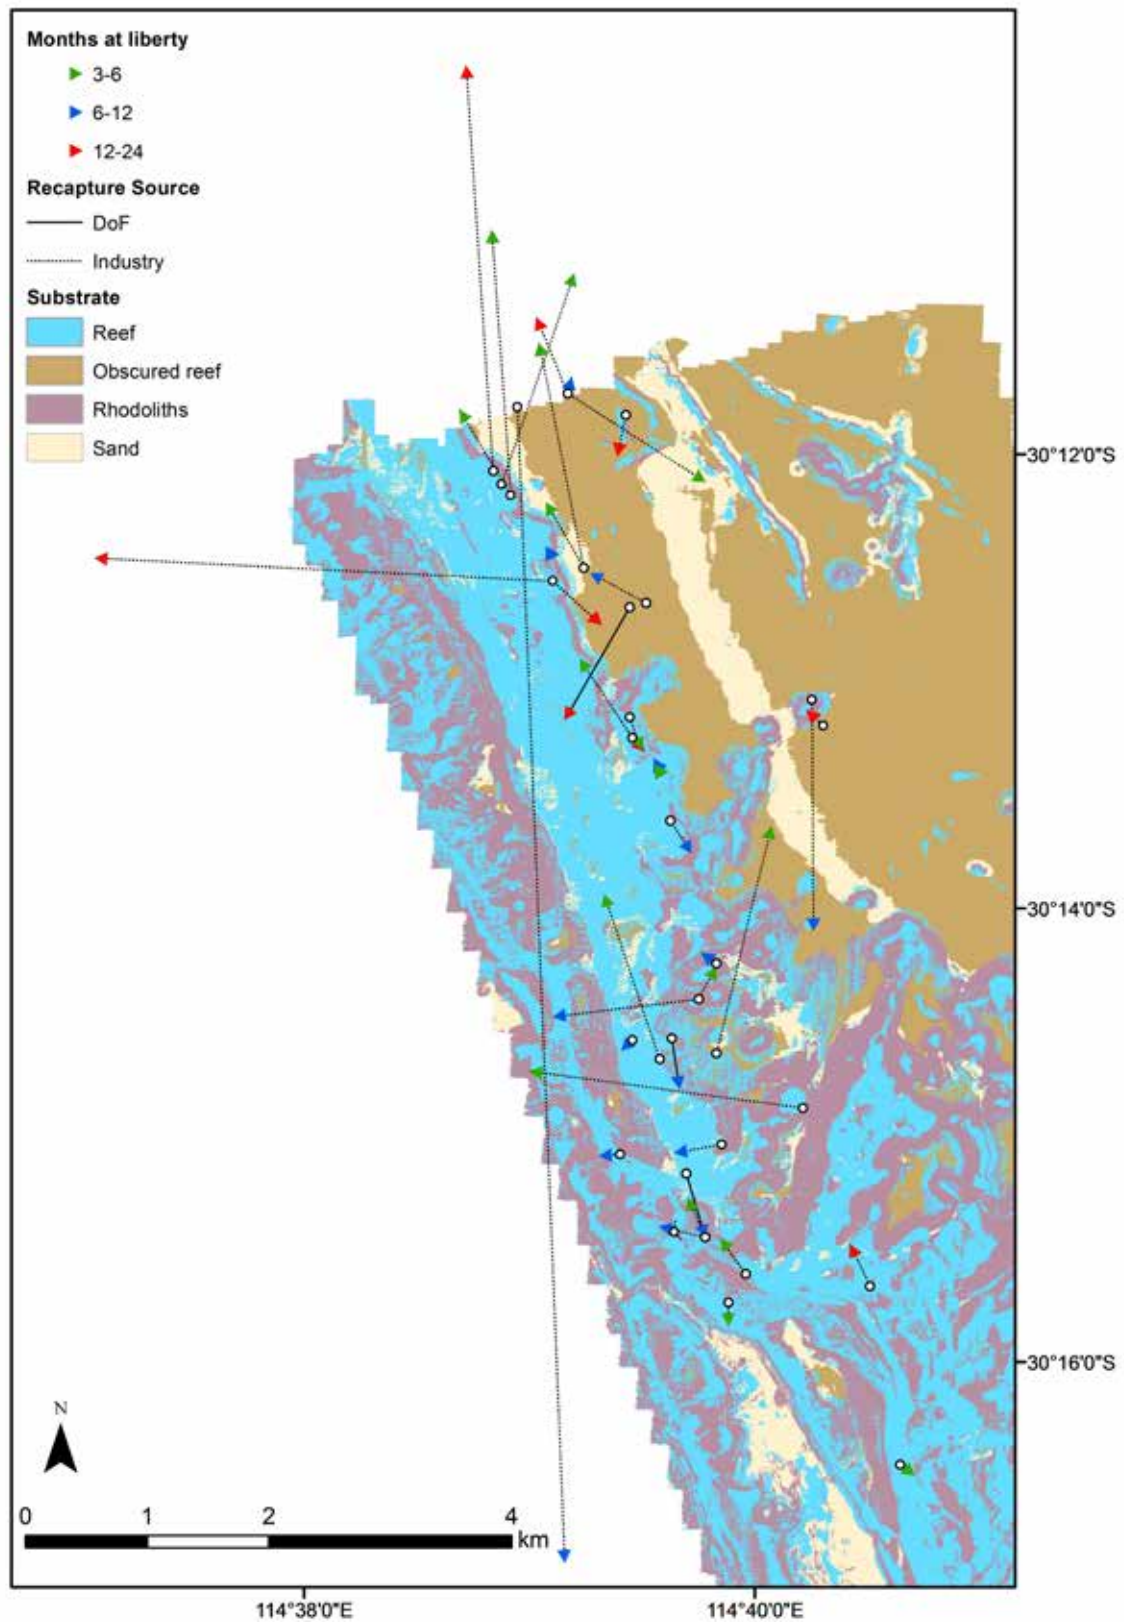 Months at liberty
3-6
6-12
12-24
Recapture Source
DoF
Industry
Substrate
Reef
Obscured reef
Rhodoliths
Sand
30°12'0"S
30°14'0"S
30°16'0"S
N
0 1 2 4
km
114°38'0"E 114°40'0"E